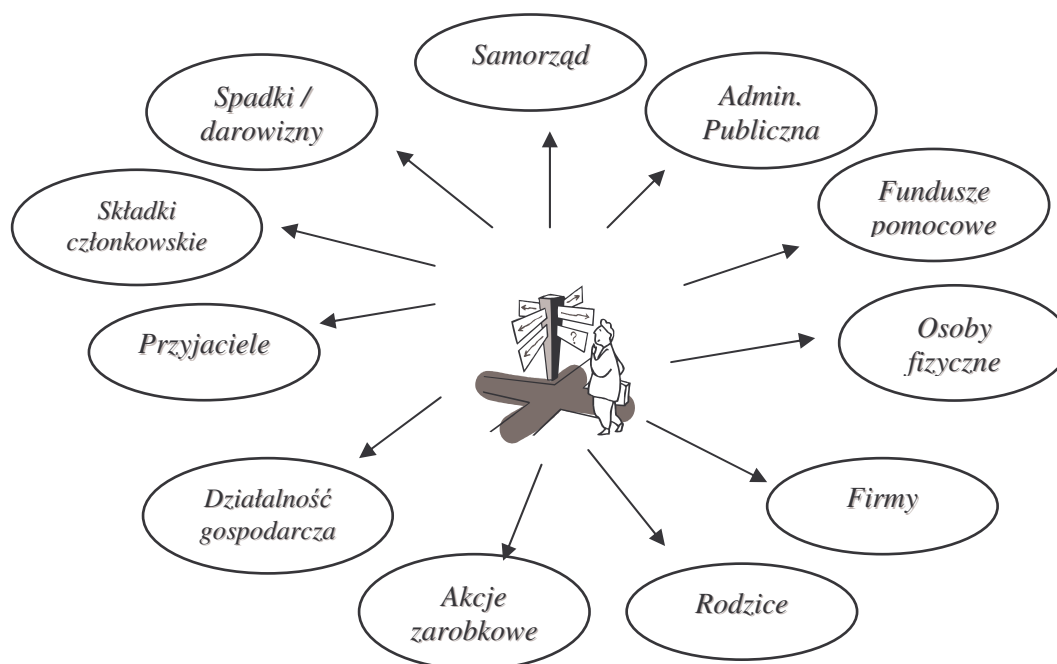 Samorząd
Spadki /
darowizny
Admin.
Publiczna
Składki
członkowskie
Fundusze
pomocowe
Przyjaciele
Osoby
fizyczne
?
Działalność
gospodarcza
Firmy
Akcje
zarobkowe
Rodzice